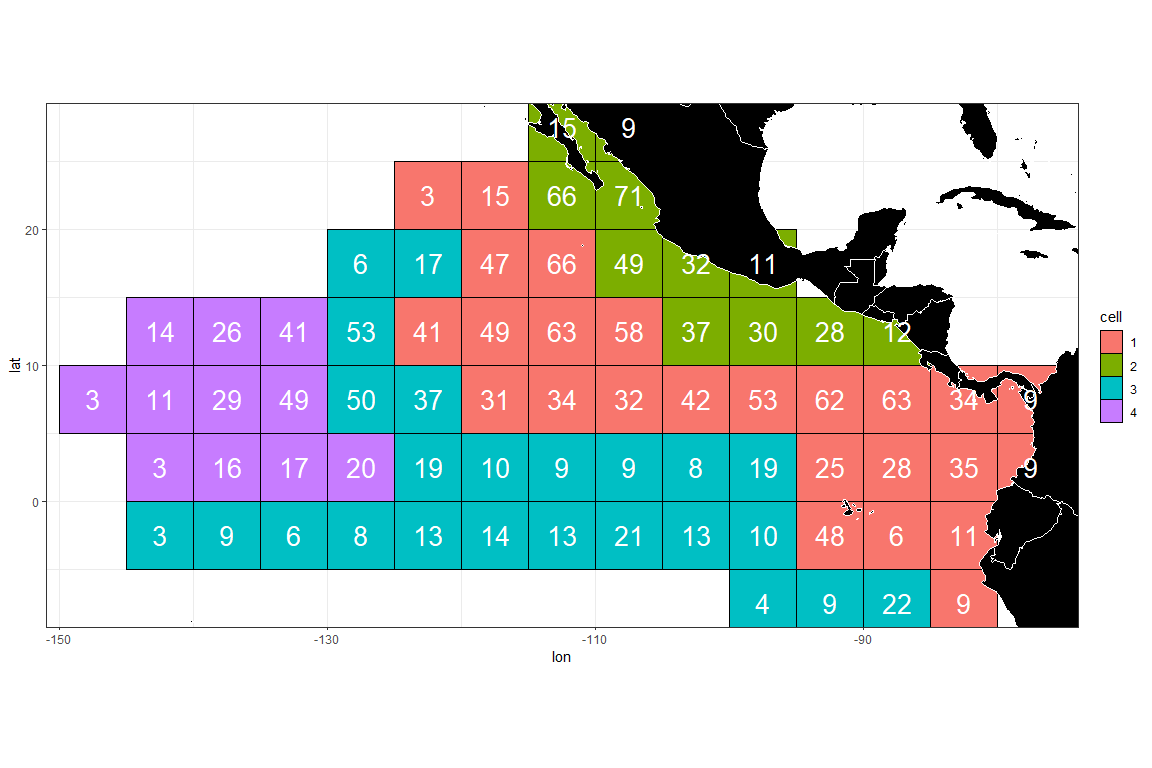 15 9
3 15 66 71
20
6 17 47 66 49 32 11
14 26 41 53 41 49 63 58 37 30 28 12
10
3 11 29 49 50 37 31 34 32 42 53 62 63 34 9
3 16 17 20 19 10 9 9 8 19 25 28 35 9
0
3 9 6 8 13 14 13 21 13 10 48 6 11
4 9 22 9
-150 -130 -110 -90
lon
lat
cell
1
2
3
4